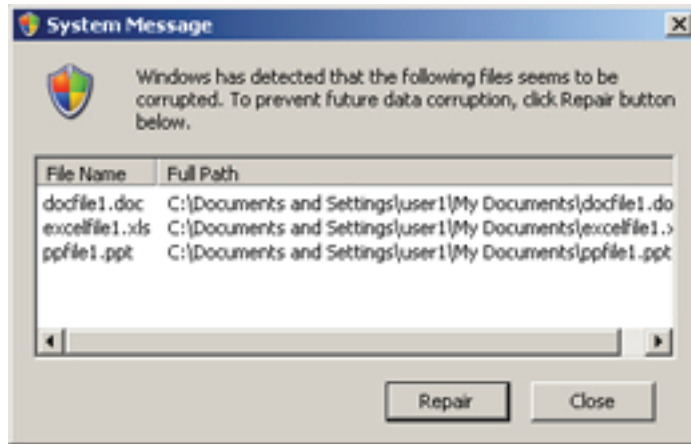 System Message
Windows has detected that the following files seems to be
corrupted. To prevent future data corruption, click Repair button
below.
File Name Full Path
docfile1.doc C:\Documents and Settings\user1\My Documents\docfile1.do
excelfile1.xls C:\Documents and Settings\user1\My Documents\excelfile1.x
ppfile1.ppt C:\Documents and Settings\user1\My Documents\ppfile1.ppt
Repair Close